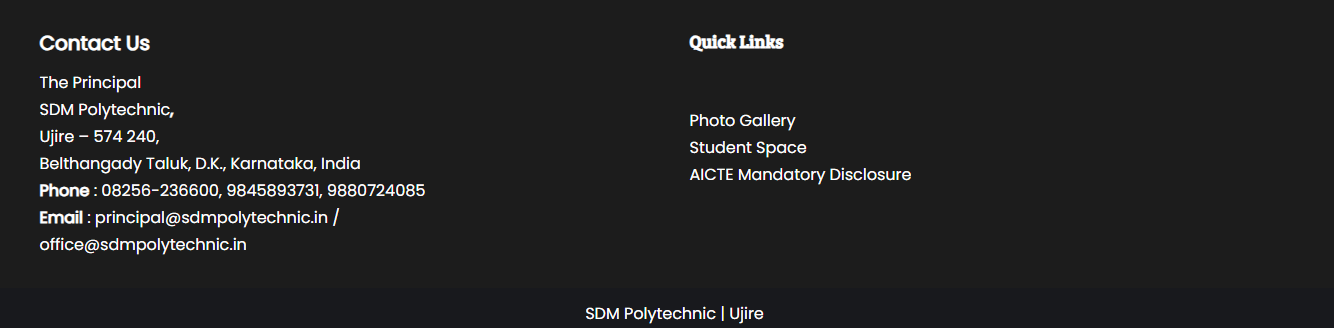 Contact Us
The Principal
SDM Polytechnic,
Ujire – 574 240,
Belthangady Taluk, D.K., Karnataka, India
Phone : 08256-236600, 9845893731, 9880724085
Email : principal@sdmpolytechnic.in /
office@sdmpolytechnic.in
Quick Links
Photo Gallery
Student Space
AICTE Mandatory Disclosure
SDM Polytechnic | Ujire